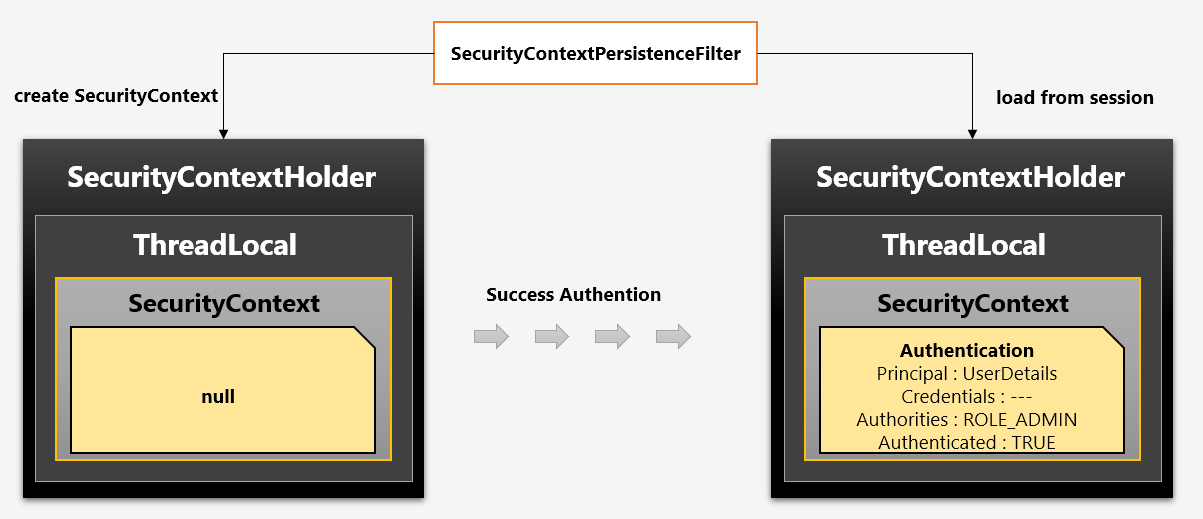 SecurityContextPersistenceFilter
create SecurityContext
load from session
SecurityContextHolder
ThreadLocal
SecurityContext
null
Success Authention
SecurityContextHolder
ThreadLocal
SecurityContext
Authentication
Principal : UserDetails
Credentials : ---
Authorities : ROLE_ADMIN
Authenticated : TRUE